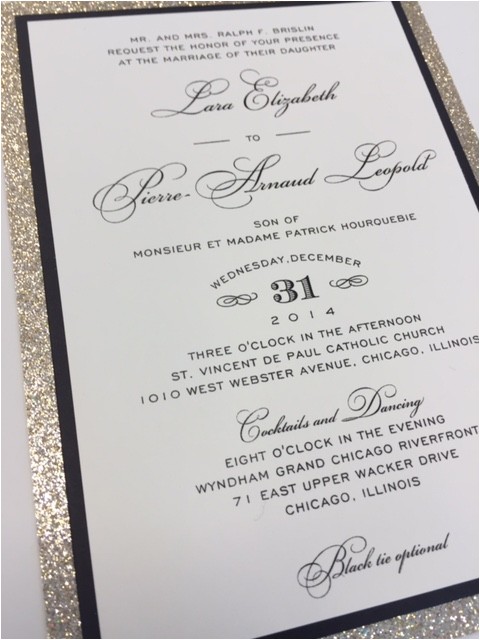 MR. AND MRS. RALPH F. BRISLIN
REQUEST THE HONOR OF YOUR PRESENCE
AT THE MARRIAGE OF THEIR DAUGHTER
Lara Elizabeth
TO
Pierre-Arnaud Leopold
SON OF
MONSIEUR ET MADAME PATRICK HOURQUEBIE
WEDNESDAY, DECEMBER
31
2014
THREE O'CLOCK IN THE AFTERNOON
ST. VINCENT DE PAUL CATHOLIC CHURCH
1010 WEST WEBSTER AVENUE, CHICAGO, ILLINOIS
Cocktails and Dancing
EIGHT O'CLOCK IN THE EVENING
WYNDHAM GRAND CHICAGO RIVERFRONT
71 EAST UPPER WACKER DRIVE
CHICAGO, ILLINOIS
Black tie optional